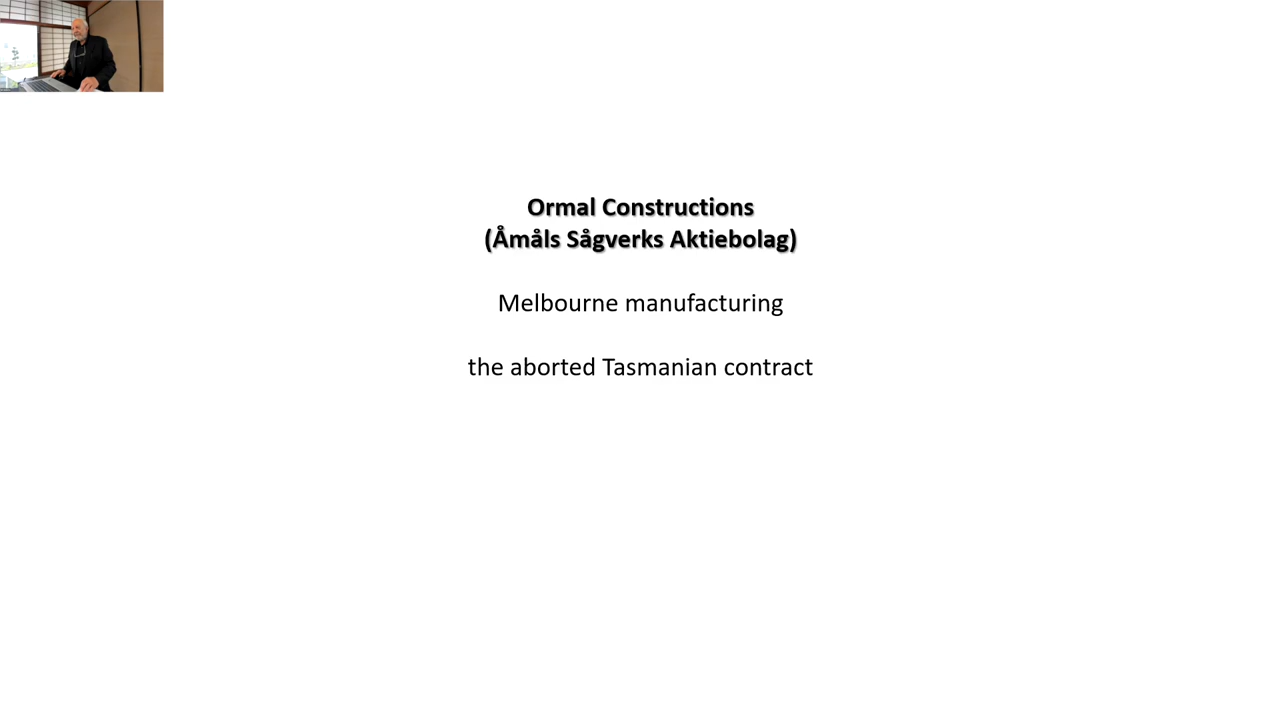 Ormal Constructions
(Åmåls Sågverks Aktiebolag)
Melbourne manufacturing
the aborted Tasmanian contract